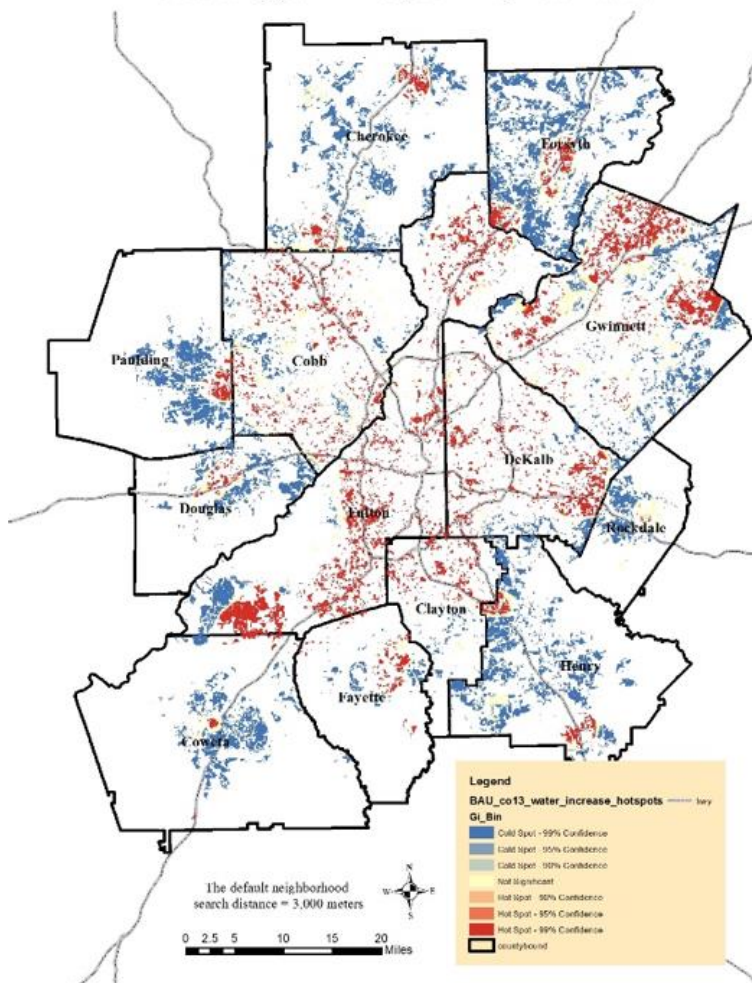 Cherokee
Forsyth
Gwinnett
Paulding
Cobb
DeKalb
Douglas
Fulton
Rockdale
Clayton
Henry
Fayette
Coweta
Legend
BAU_co13_water_increase_hotspots
hwy
Gi_Bin
Cold Spot - 99% Confidence
Cold Spot - 95% Confidence
Cold Spot - 90% Confidence
Not Significant
Hot Spot - 90% Confidence
Hot Spot - 95% Confidence
Hot Spot - 99% Confidence
countybound
The default neighborhood
search distance = 3,000 meters
N
W E
S
0 2.5 5 10 15 20
Miles